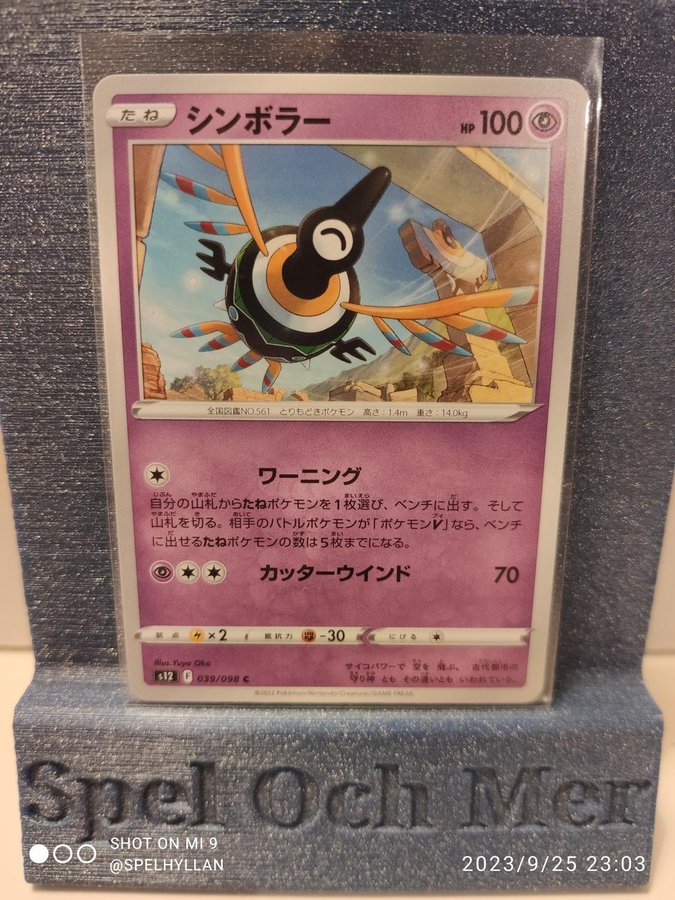 たね シンボラー HP 100
全国図鑑NO.561 とりもどきポケモン 高さ:1.4m 重さ:14.0kg
ワーニング
自分の山札からたねポケモンを1枚選び、ベンチに出す。そして
山札を切る。相手のバトルポケモンが「ポケモンV」なら、ベンチ
に出せるたねポケモンの数は5枚までになる。
カッターウインド 70
弱点 ×2 抵抗力 -30 にげる
Illus. Yuya Oka
s12 F 039/098 C
サイコパワーで 空を 飛ぶ。 古代都市の
守り神 とも その遣いとも いわれている。
©2022 Pokémon/Nintendo/Creatures/GAME FREAK.
Spel Och Mer
SHOT ON MI 9
@SPELHYLLAN
2023/9/25 23:03